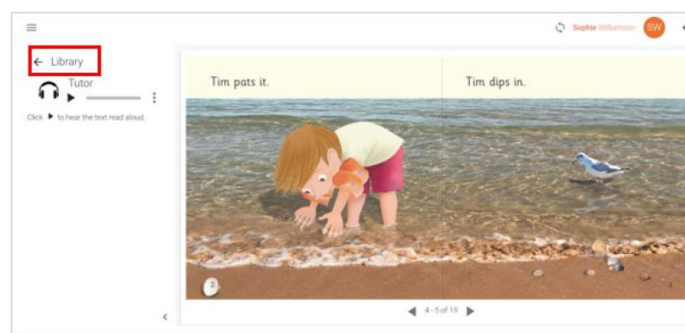 Sophie Williamson SW
← Library
Tutor
Click ▶ to hear the text read aloud.
Tim pats it.
Tim dips in.
2
4 - 5 of 19